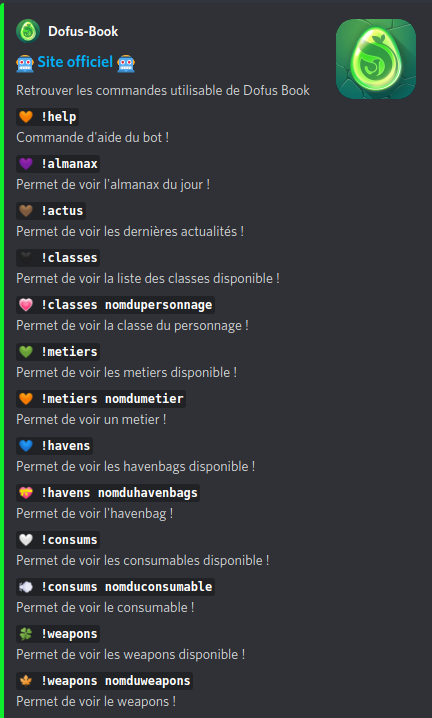 Dofus-Book
🤖 Site officiel 🤖
Retrouver les commandes utilisable de Dofus Book
🧡 !help
Commande d'aide du bot !
💜 !almanax
Permet de voir l'almanax du jour !
🤎 !actus
Permet de voir les dernières actualités !
🖤 !classes
Permet de voir la liste des classes disponible !
💗 !classes nomdupersonnage
Permet de voir la classe du personnage !
💚 !metiers
Permet de voir les metiers disponible !
🧡 !metiers nomdumetier
Permet de voir un metier !
💙 !havens
Permet de voir les havenbags disponible !
💝 !havens nomduhavenbags
Permet de voir l'havenbag !
🤍 !consums
Permet de voir les consumables disponible !
💨 !consums nomduconsumable
Permet de voir le consumable !
🍀 !weapons
Permet de voir les weapons disponible !
🍁 !weapons nomduweapons
Permet de voir le weapons !